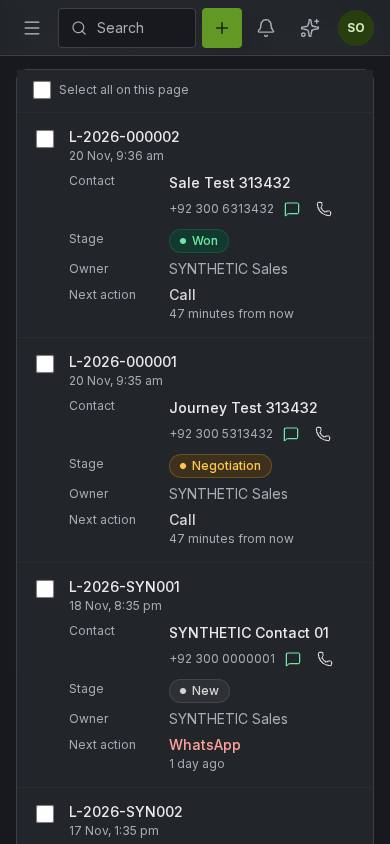 Search
SO
Select all on this page
L-2026-000002
20 Nov, 9:36 am
Contact
Sale Test 313432
+92 300 6313432
Stage
Won
Owner
SYNTHETIC Sales
Next action
Call
47 minutes from now
L-2026-000001
20 Nov, 9:35 am
Contact
Journey Test 313432
+92 300 5313432
Stage
Negotiation
Owner
SYNTHETIC Sales
Next action
Call
47 minutes from now
L-2026-SYN001
18 Nov, 8:35 pm
Contact
SYNTHETIC Contact 01
+92 300 0000001
Stage
New
Owner
SYNTHETIC Sales
Next action
WhatsApp
1 day ago
L-2026-SYN002
17 Nov, 1:35 pm